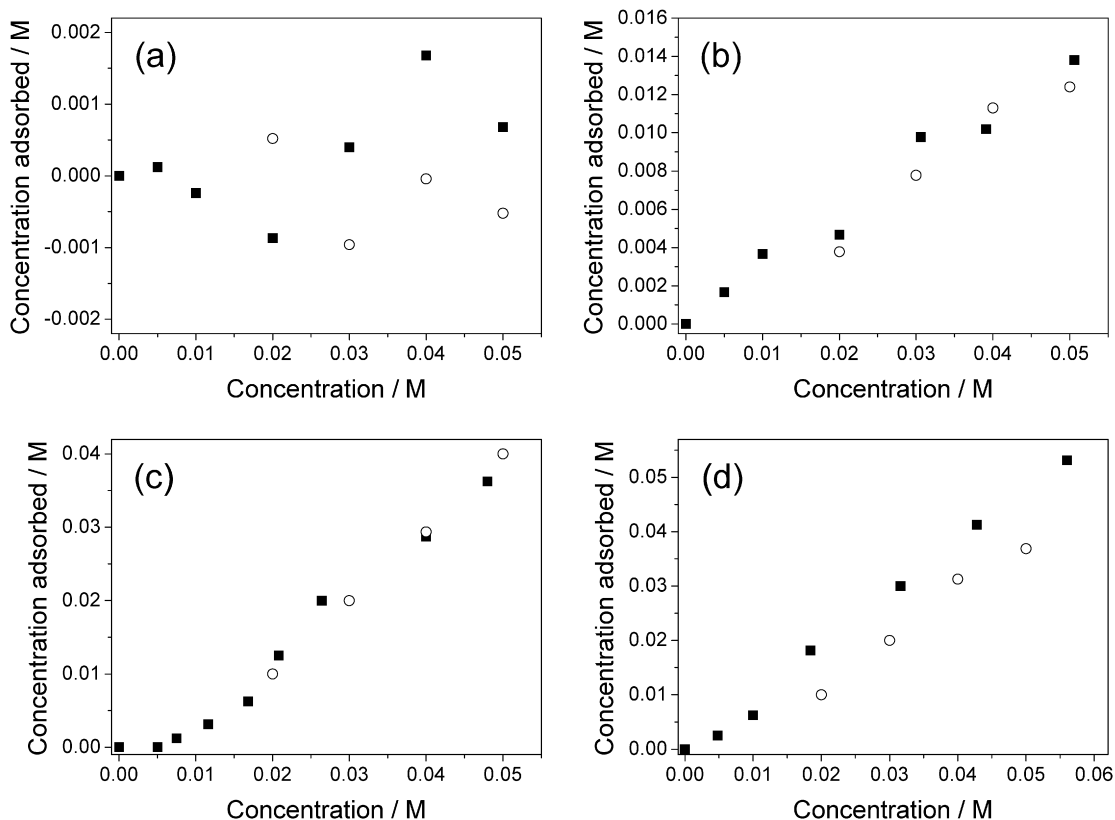 (a)
Concentration adsorbed / M
0.002
0.001
0.000
-0.001
-0.002
0.00 0.01 0.02 0.03 0.04 0.05
Concentration / M
(b)
Concentration adsorbed / M
0.016
0.014
0.012
0.010
0.008
0.006
0.004
0.002
0.000
0.00 0.01 0.02 0.03 0.04 0.05
Concentration / M
(c)
Concentration adsorbed / M
0.04
0.03
0.02
0.01
0.00
0.00 0.01 0.02 0.03 0.04 0.05
Concentration / M
(d)
Concentration adsorbed / M
0.05
0.04
0.03
0.02
0.01
0.00
0.00 0.01 0.02 0.03 0.04 0.05 0.06
Concentration / M